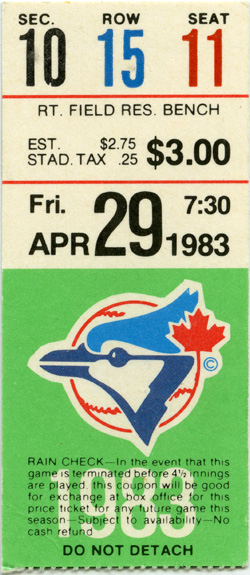 SEC. ROW SEAT
10 15 11
RT. FIELD RES. BENCH
EST. $2.75
STAD. TAX .25 $3.00
Fri. 7:30
APR 29 1983
©
RAIN CHECK—In the event that this
game is terminated before 4½ innings
are played, this coupon will be good
for exchange at box office for this
price ticket for any future game this
season—Subject to availability—No
cash refund
1983
DO NOT DETACH